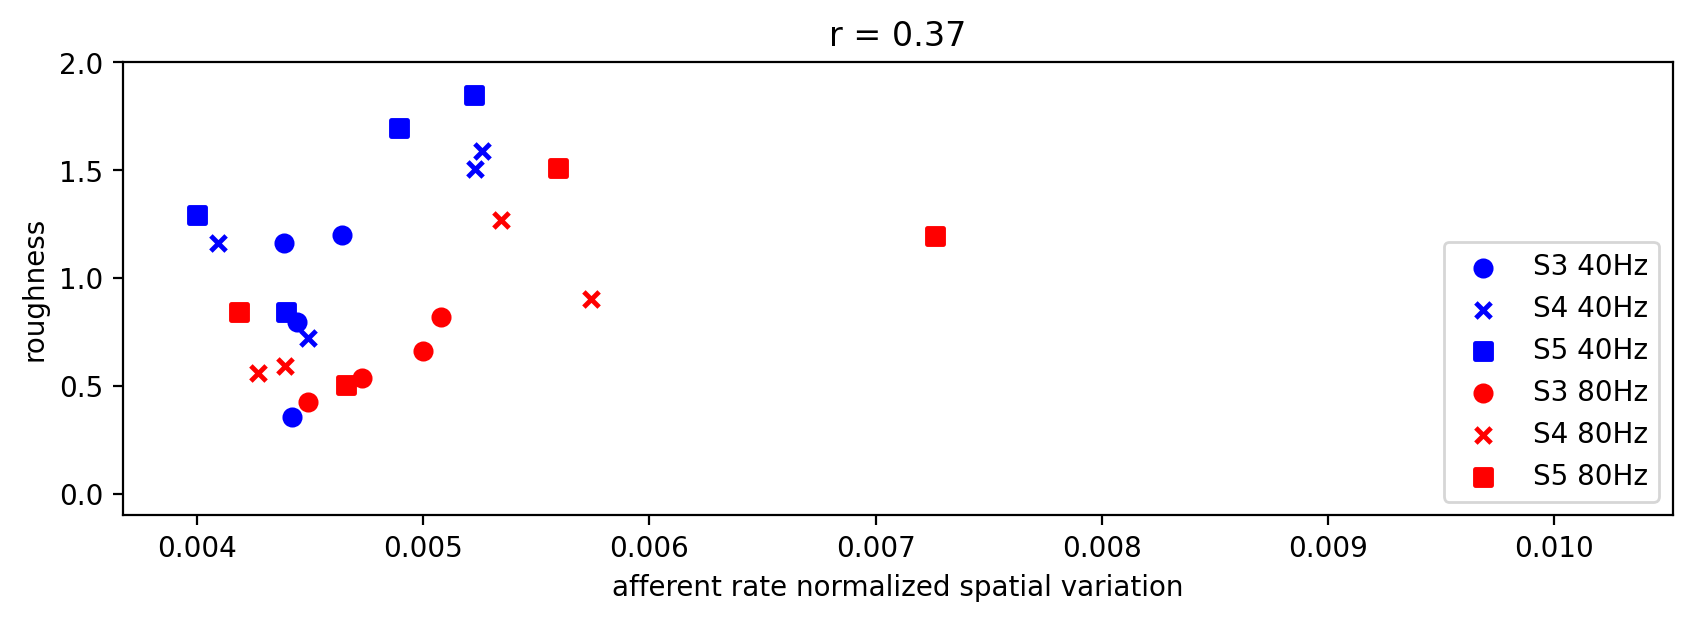 r = 0.37
2.0
1.5
1.0
0.5
0.0
roughness
S3 40Hz
S4 40Hz
S5 40Hz
S3 80Hz
S4 80Hz
S5 80Hz
0.004 0.005 0.006 0.007 0.008 0.009 0.010
afferent rate normalized spatial variation